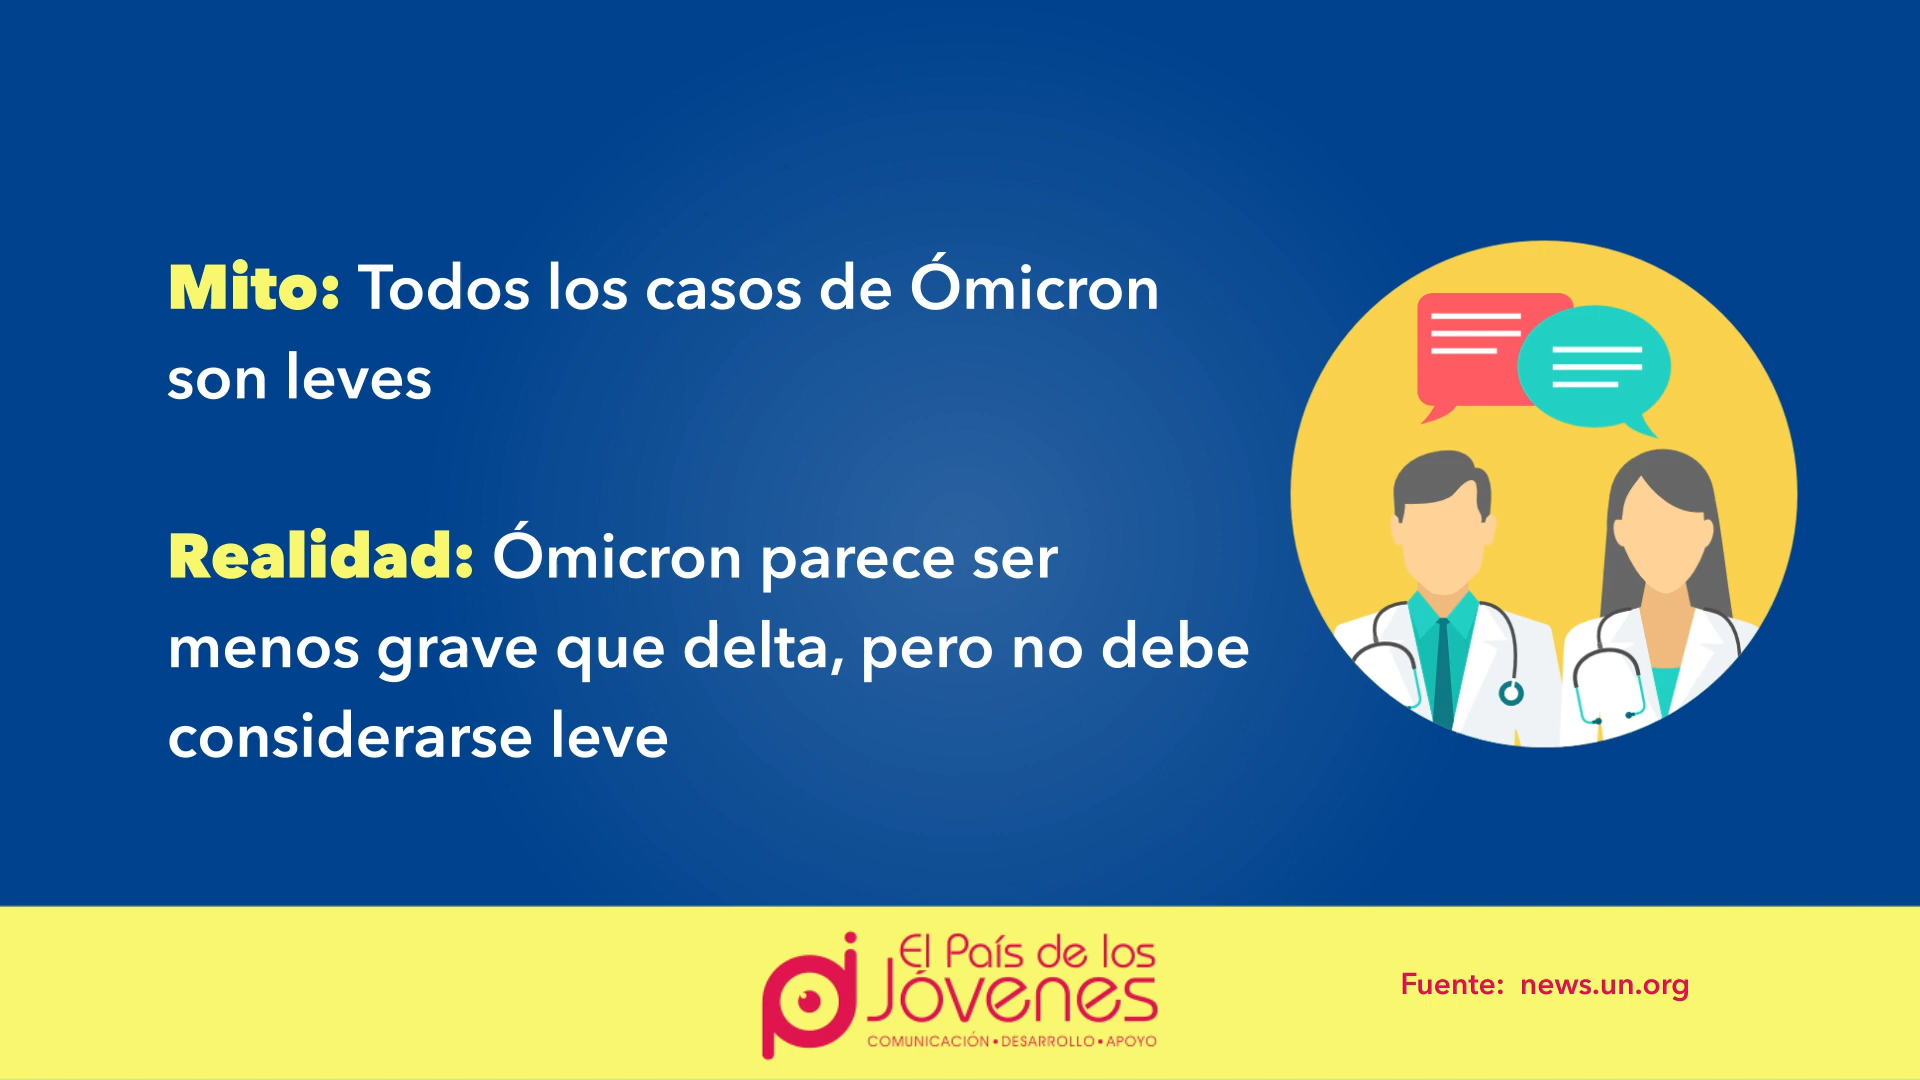 Mito: Todos los casos de Ómicron
son leves
Realidad: Ómicron parece ser
menos grave que delta, pero no debe
considerarse leve
El País de los
Jóvenes
COMUNICACIÓN • DESARROLLO • APOYO
Fuente: news.un.org